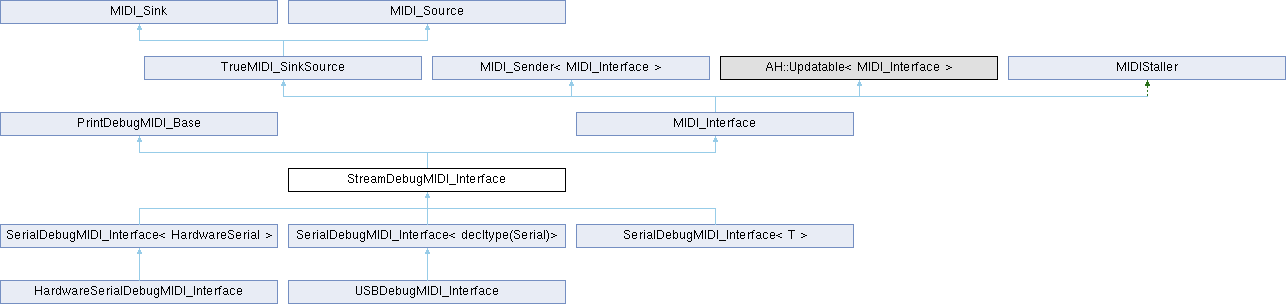 MIDI_Sink
MIDI_Source
TrueMIDI_SinkSource
MIDI_Sender< MIDI_Interface >
AH::Updatable< MIDI_Interface >
MIDIStaller
PrintDebugMIDI_Base
MIDI_Interface
StreamDebugMIDI_Interface
SerialDebugMIDI_Interface< HardwareSerial >
SerialDebugMIDI_Interface< decltype(Serial)>
SerialDebugMIDI_Interface< T >
HardwareSerialDebugMIDI_Interface
USBDebugMIDI_Interface